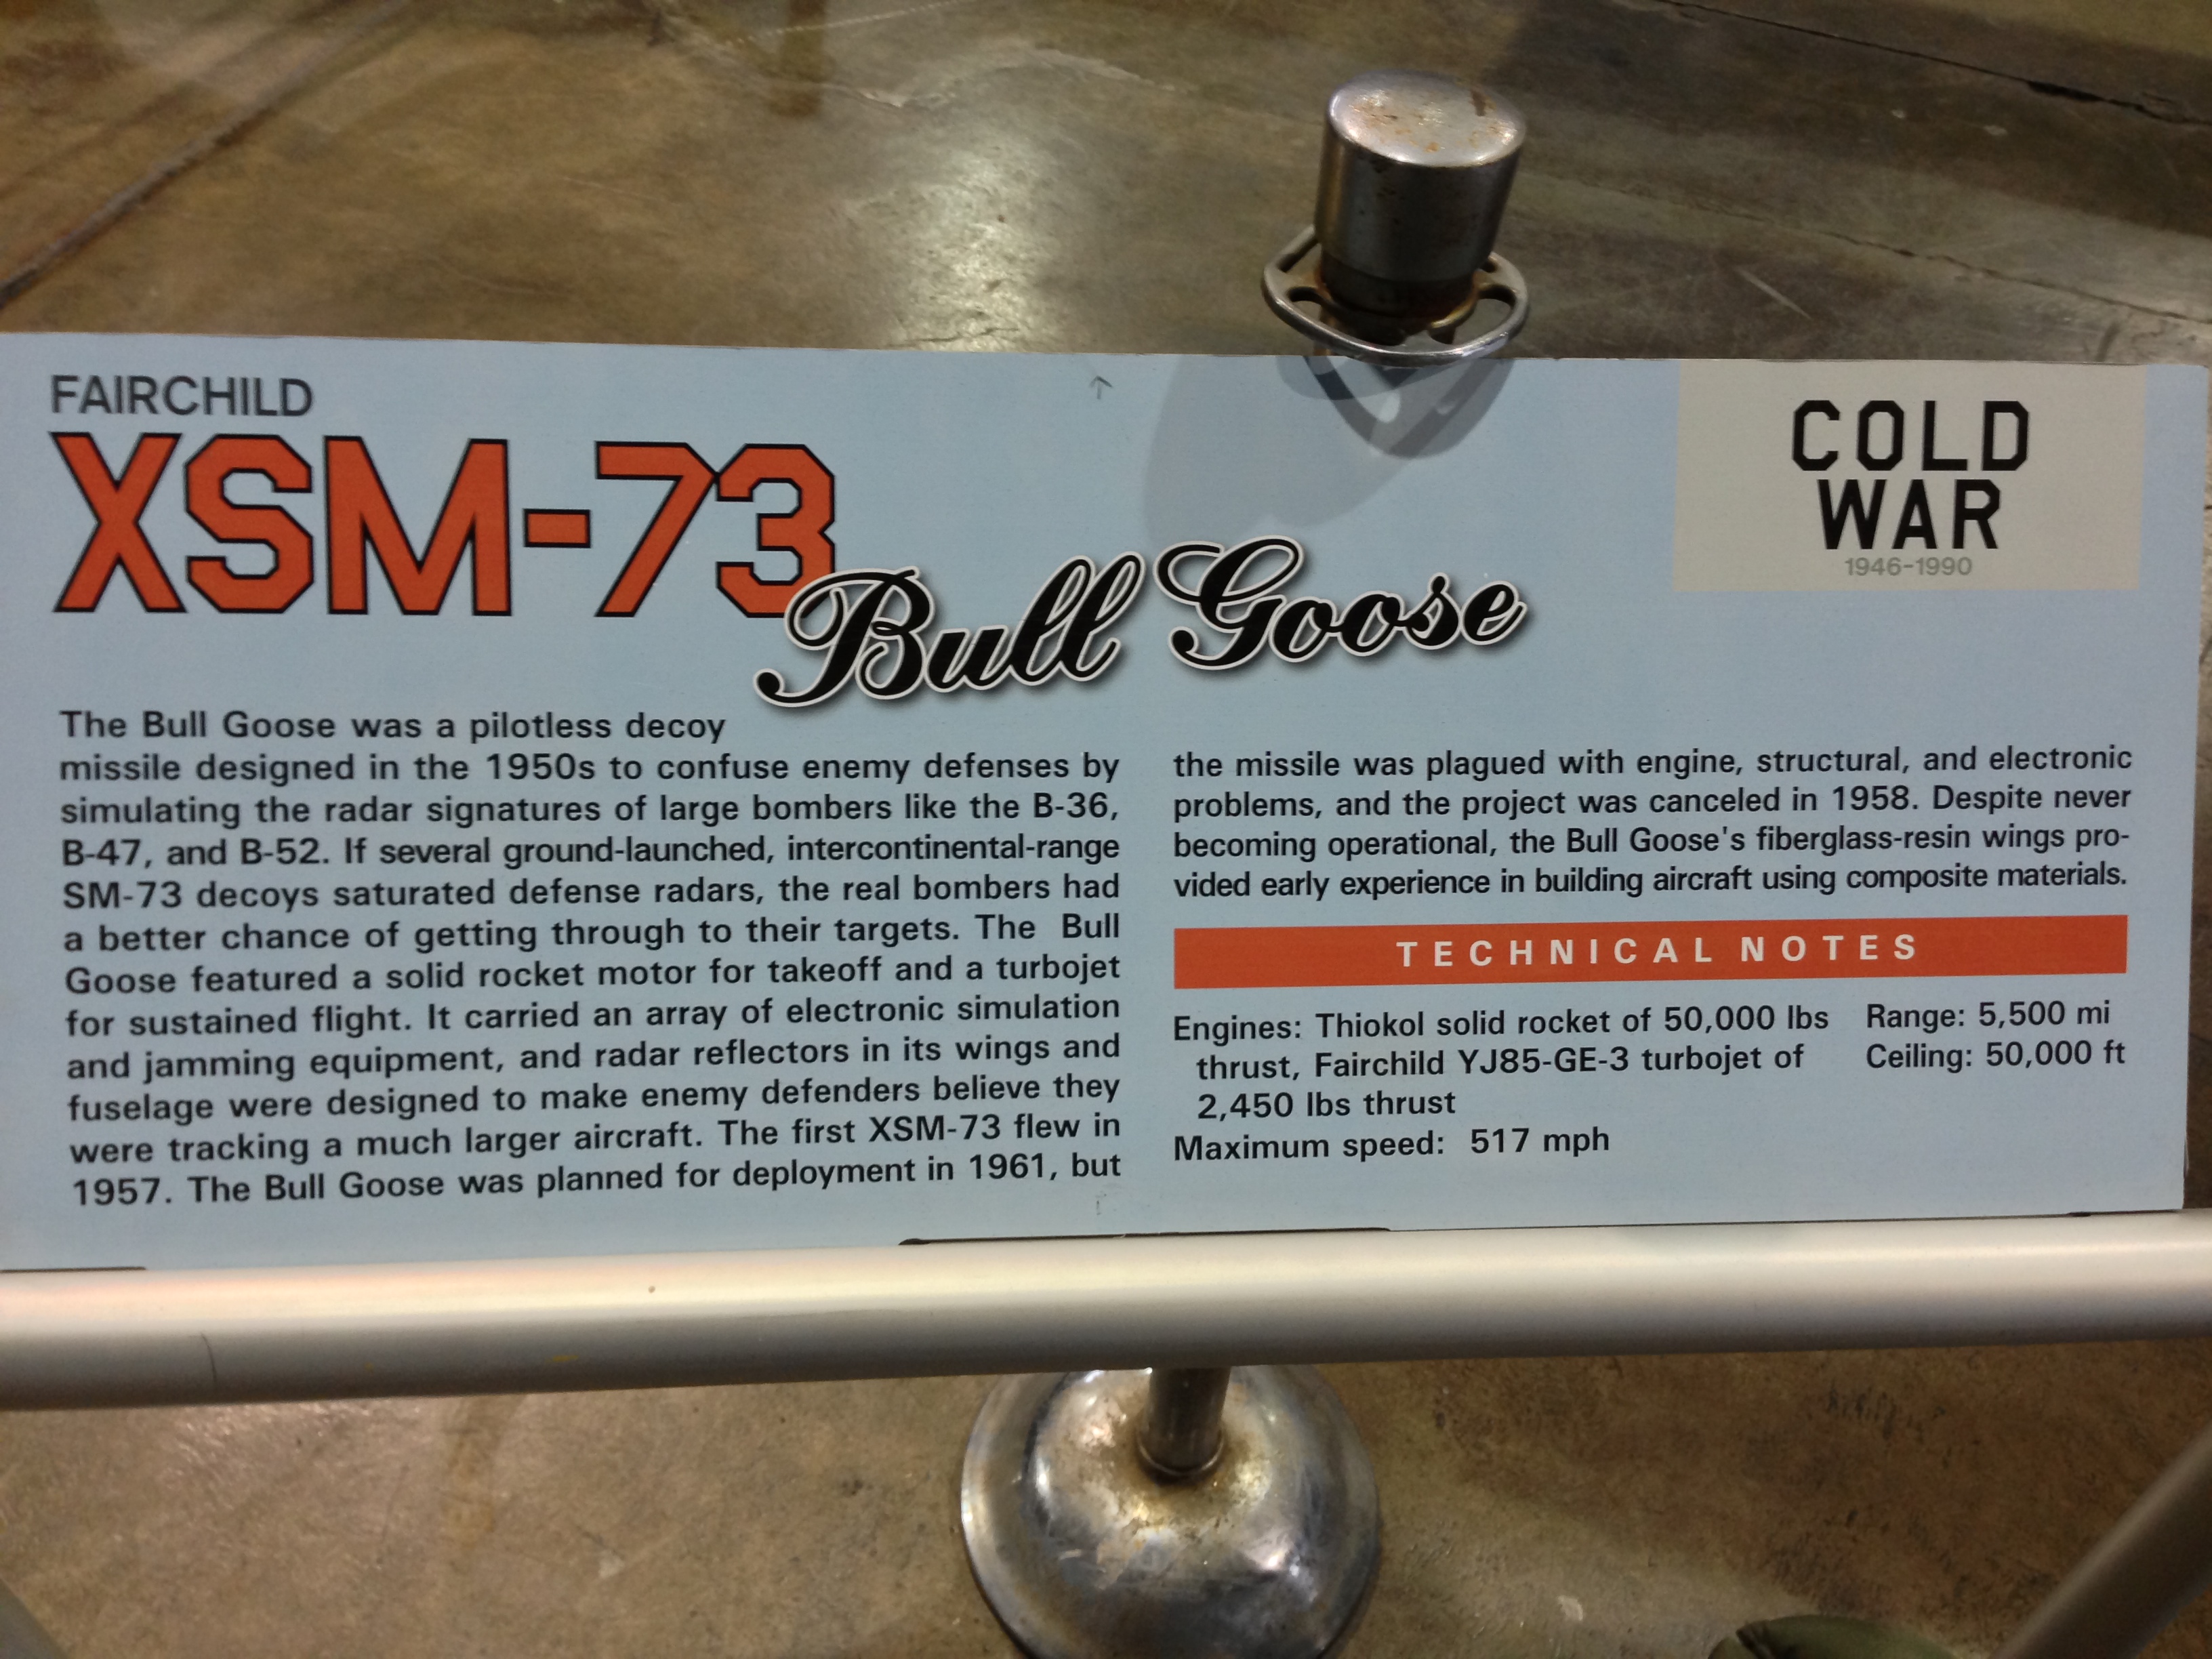 FAIRCHILD
XSM-73
Bull Goose
COLD
WAR
1946-1990
The Bull Goose was a pilotless decoy
missile designed in the 1950s to confuse enemy defenses by
simulating the radar signatures of large bombers like the B-36,
B-47, and B-52. If several ground-launched, intercontinental-range
SM-73 decoys saturated defense radars, the real bombers had
a better chance of getting through to their targets. The  Bull
Goose featured a solid rocket motor for takeoff and a turbojet
for sustained flight. It carried an array of electronic simulation
and jamming equipment, and radar reflectors in its wings and
fuselage were designed to make enemy defenders believe they
were tracking a much larger aircraft. The first XSM-73 flew in
1957. The Bull Goose was planned for deployment in 1961, but
the missile was plagued with engine, structural, and electronic
problems, and the project was canceled in 1958. Despite never
becoming operational, the Bull Goose's fiberglass-resin wings pro-
vided early experience in building aircraft using composite materials.
TECHNICAL NOTES
Engines: Thiokol solid rocket of 50,000 lbs
thrust, Fairchild YJ85-GE-3 turbojet of
2,450 lbs thrust
Maximum speed:  517 mph
Range: 5,500 mi
Ceiling: 50,000 ft